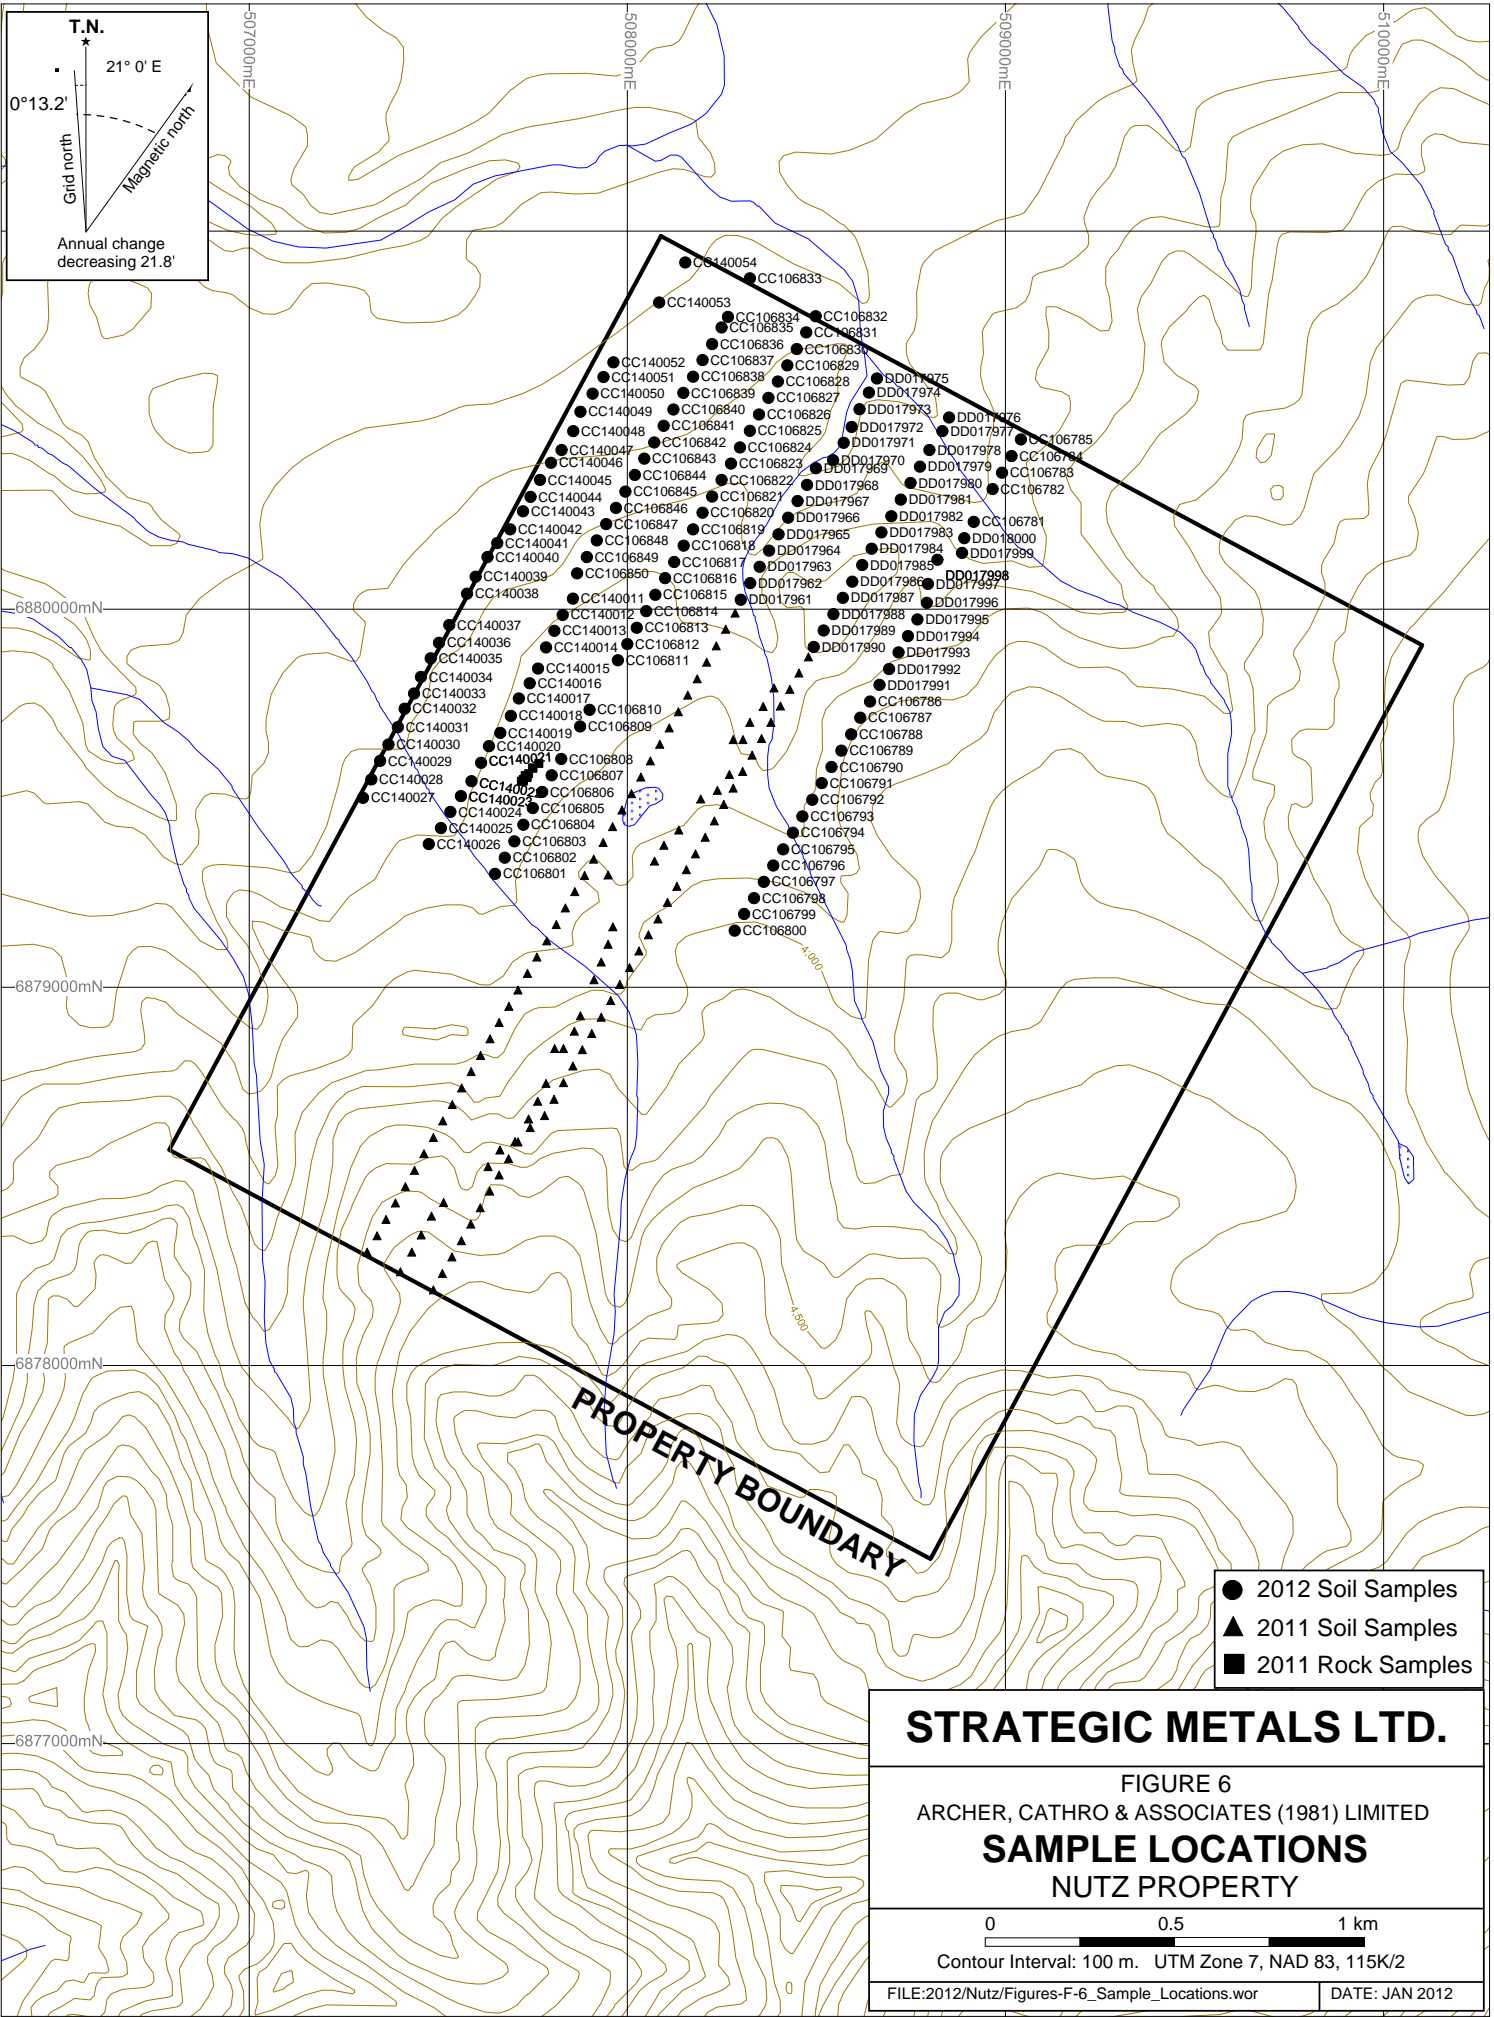 T.N.
21° 0' E
0°13.2'
Grid north
Magnetic north
Annual change
decreasing 21.8'
507000mE
508000mE
509000mE
510000mE
6880000mN
6879000mN
6878000mN
6877000mN
CC140054
CC106833
CC140053
CC106834
CC106832
CC106835
CC106831
CC106836
CC106830
CC140052
CC106837
CC106829
CC140051
CC106838
CC106828
DD017975
CC140050
CC106839
CC106827
DD017974
CC140049
CC106840
CC106826
DD017973
DD017976
CC140048
CC106841
CC106825
DD017972
DD017977
CC106785
CC140047
CC106842
CC106824
DD017971
DD017978
CC106784
CC140046
CC106843
CC106823
DD017970
DD017969
DD017979
CC106783
CC140045
CC106844
CC106822
DD017968
DD017980
CC106782
CC140044
CC106845
CC106821
DD017967
DD017981
CC140043
CC106846
CC106820
DD017966
DD017982
CC106781
CC140042
CC106847
CC106819
DD017965
DD017983
DD018000
CC140041
CC106848
CC106818
DD017964
DD017984
DD017999
CC140040
CC106849
CC106817
DD017963
DD017985
DD017998
CC140039
CC106850
CC106816
DD017962
DD017986
DD017997
CC140038
CC140011
CC106815
DD017961
DD017987
DD017996
CC140037
CC140012
CC106814
DD017988
DD017995
CC140036
CC140013
CC106813
DD017989
DD017994
CC140035
CC140014
CC106812
DD017990
DD017993
CC140034
CC140015
CC106811
DD017992
CC140033
CC140016
DD017991
CC140032
CC140017
CC106810
CC106786
CC140031
CC140018
CC106809
CC106787
CC140030
CC140019
CC106788
CC140029
CC140020
CC106808
CC106789
CC140028
CC140021
CC106807
CC106790
CC140027
CC140022
CC106806
CC106791
CC140023
CC106805
CC106792
CC140024
CC106804
CC106793
CC140025
CC106803
CC106794
CC140026
CC106802
CC106795
CC106801
CC106796
CC106797
CC106798
CC106799
CC106800
4,000
4,500
PROPERTY BOUNDARY
2012 Soil Samples
2011 Soil Samples
2011 Rock Samples
STRATEGIC METALS LTD.
FIGURE 6
ARCHER, CATHRO & ASSOCIATES (1981) LIMITED
SAMPLE LOCATIONS
NUTZ PROPERTY
0 0.5 1 km
Contour Interval: 100 m. UTM Zone 7, NAD 83, 115K/2
FILE:2012/Nutz/Figures-F-6_Sample_Locations.wor
DATE: JAN 2012